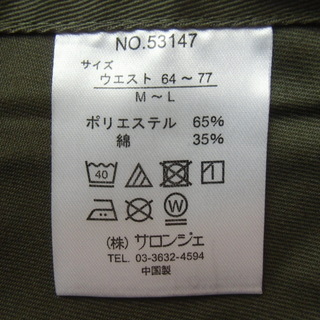 NO.53147
サイズ
ウエスト 64～77
M～L
ポリエステル 65%
綿 35%
40
W
(株) サロンジェ
TEL. 03-3632-4594
中国製